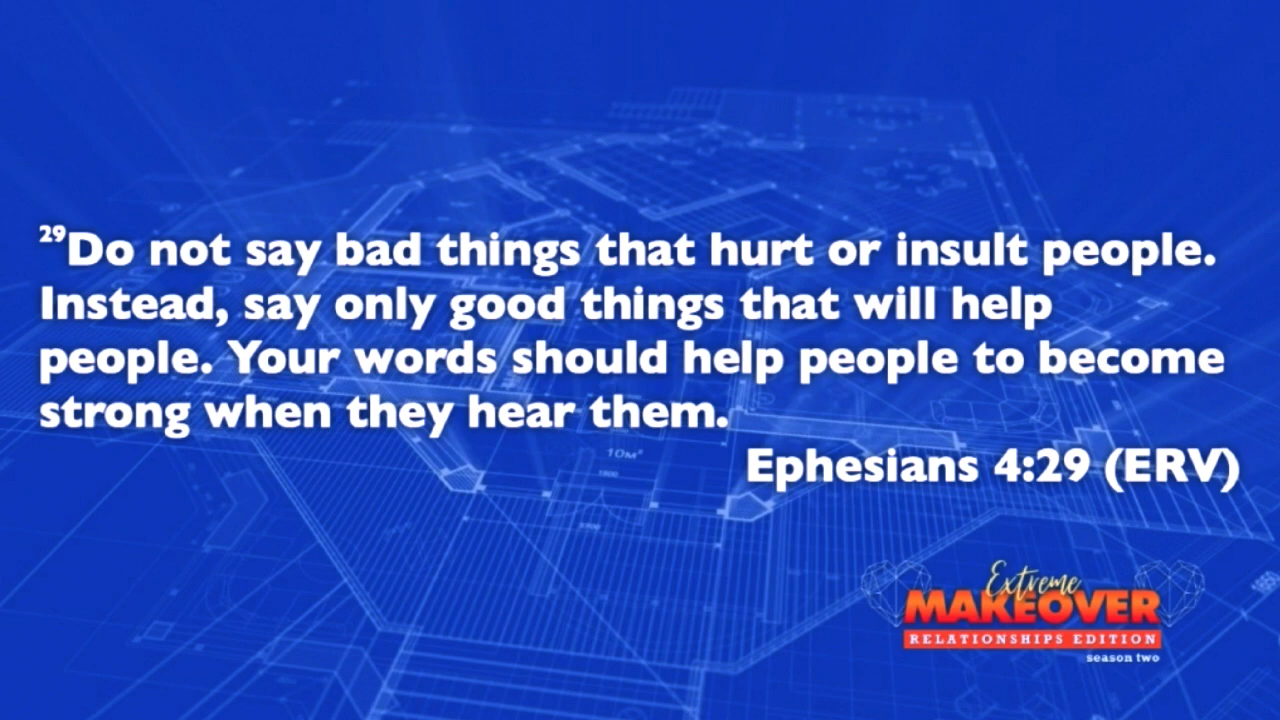 ²⁹Do not say bad things that hurt or insult people.
Instead, say only good things that will help
people. Your words should help people to become
strong when they hear them.
Ephesians 4:29 (ERV)
10м²
Extreme
MAKEOVER
RELATIONSHIPS EDITION
season two